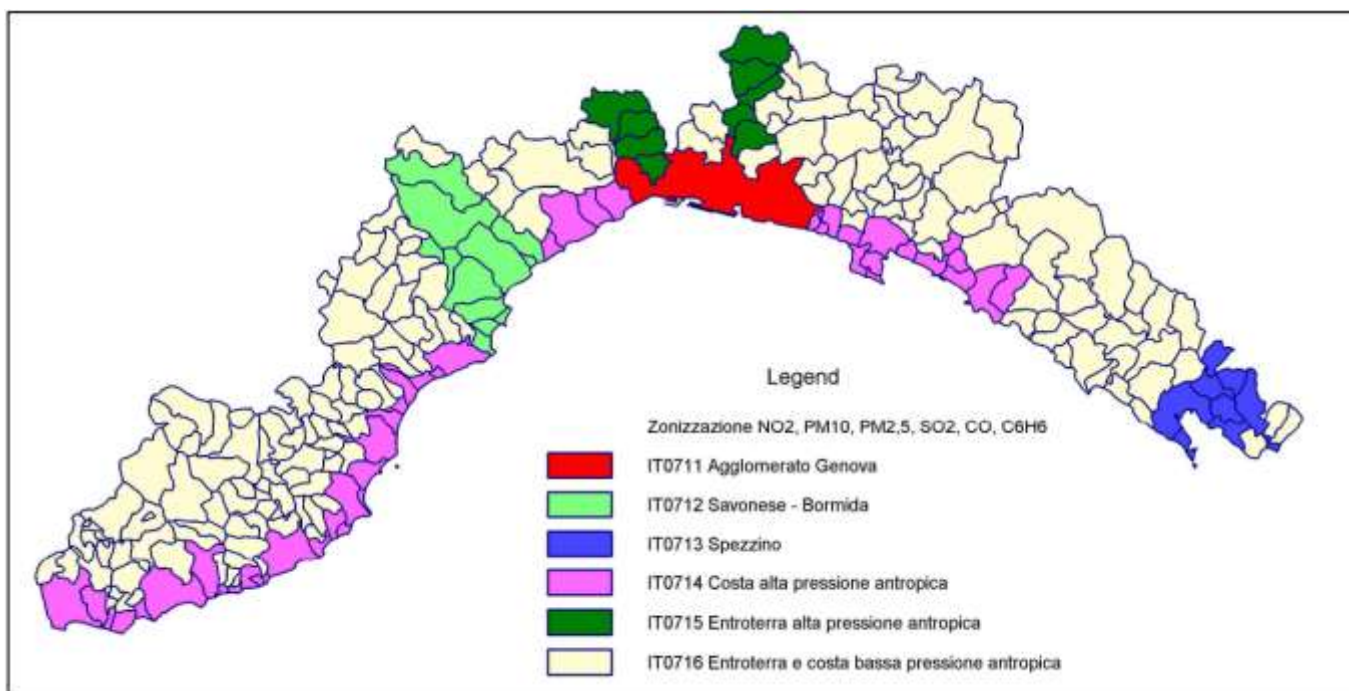 Legend
Zonizzazione NO2, PM10, PM2,5, SO2, CO, C6H6
IT0711 Agglomerato Genova
IT0712 Savonese - Bormida
IT0713 Spezzino
IT0714 Costa alta pressione antropica
IT0715 Entroterra alta pressione antropica
IT0716 Entroterra e costa bassa pressione antropica